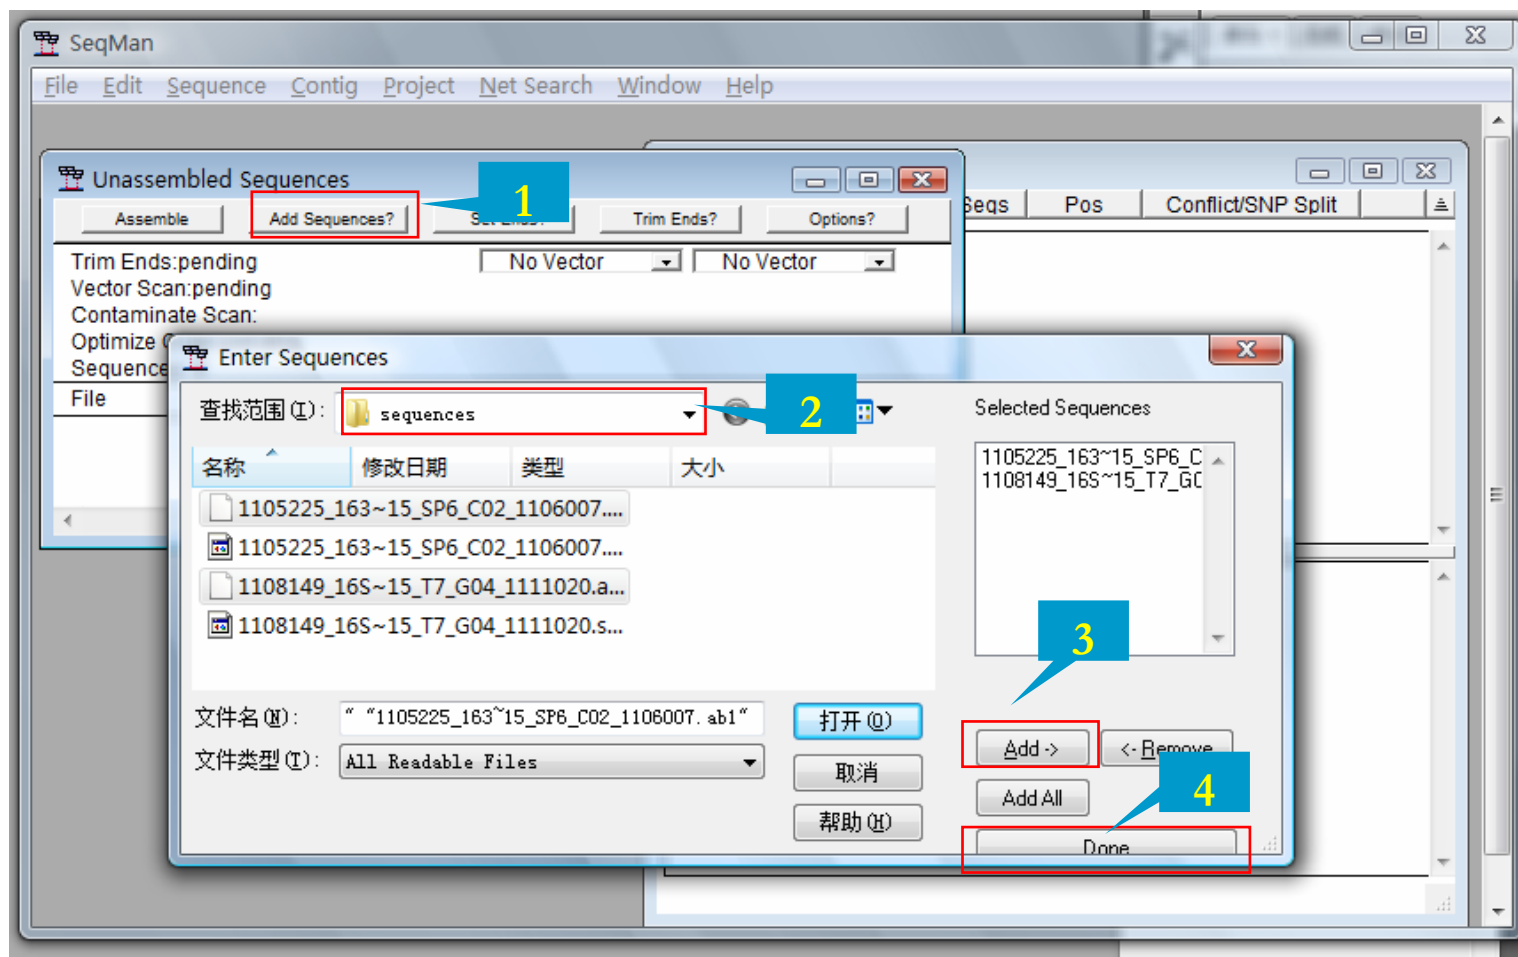 SeqMan
File Edit Sequence Contig Project Net Search Window Help
Unassembled Sequences
1
Assemble Add Sequences? Trim Ends? Options?
Seqs Pos Conflict/SNP Split
Trim Ends:pending No Vector No Vector
Vector Scan:pending
Contaminate Scan:
Optimize
Sequence
File
Enter Sequences
查找范围(I): sequences
2
Selected Sequences
名称 修改日期 类型 大小
1105225_163~15_SP6_C
1108149_16S~15_T7_G0
1105225_163~15_SP6_C02_1106007....
1105225_163~15_SP6_C02_1106007....
1108149_16S~15_T7_G04_1111020.a...
1108149_16S~15_T7_G04_1111020.s...
3
文件名(N): " "1105225_163~15_SP6_C02_1106007.ab1" 打开(O)
文件类型(T): All Readable Files 取消
帮助(H)
Add -> <- Remove
Add All
4
Done